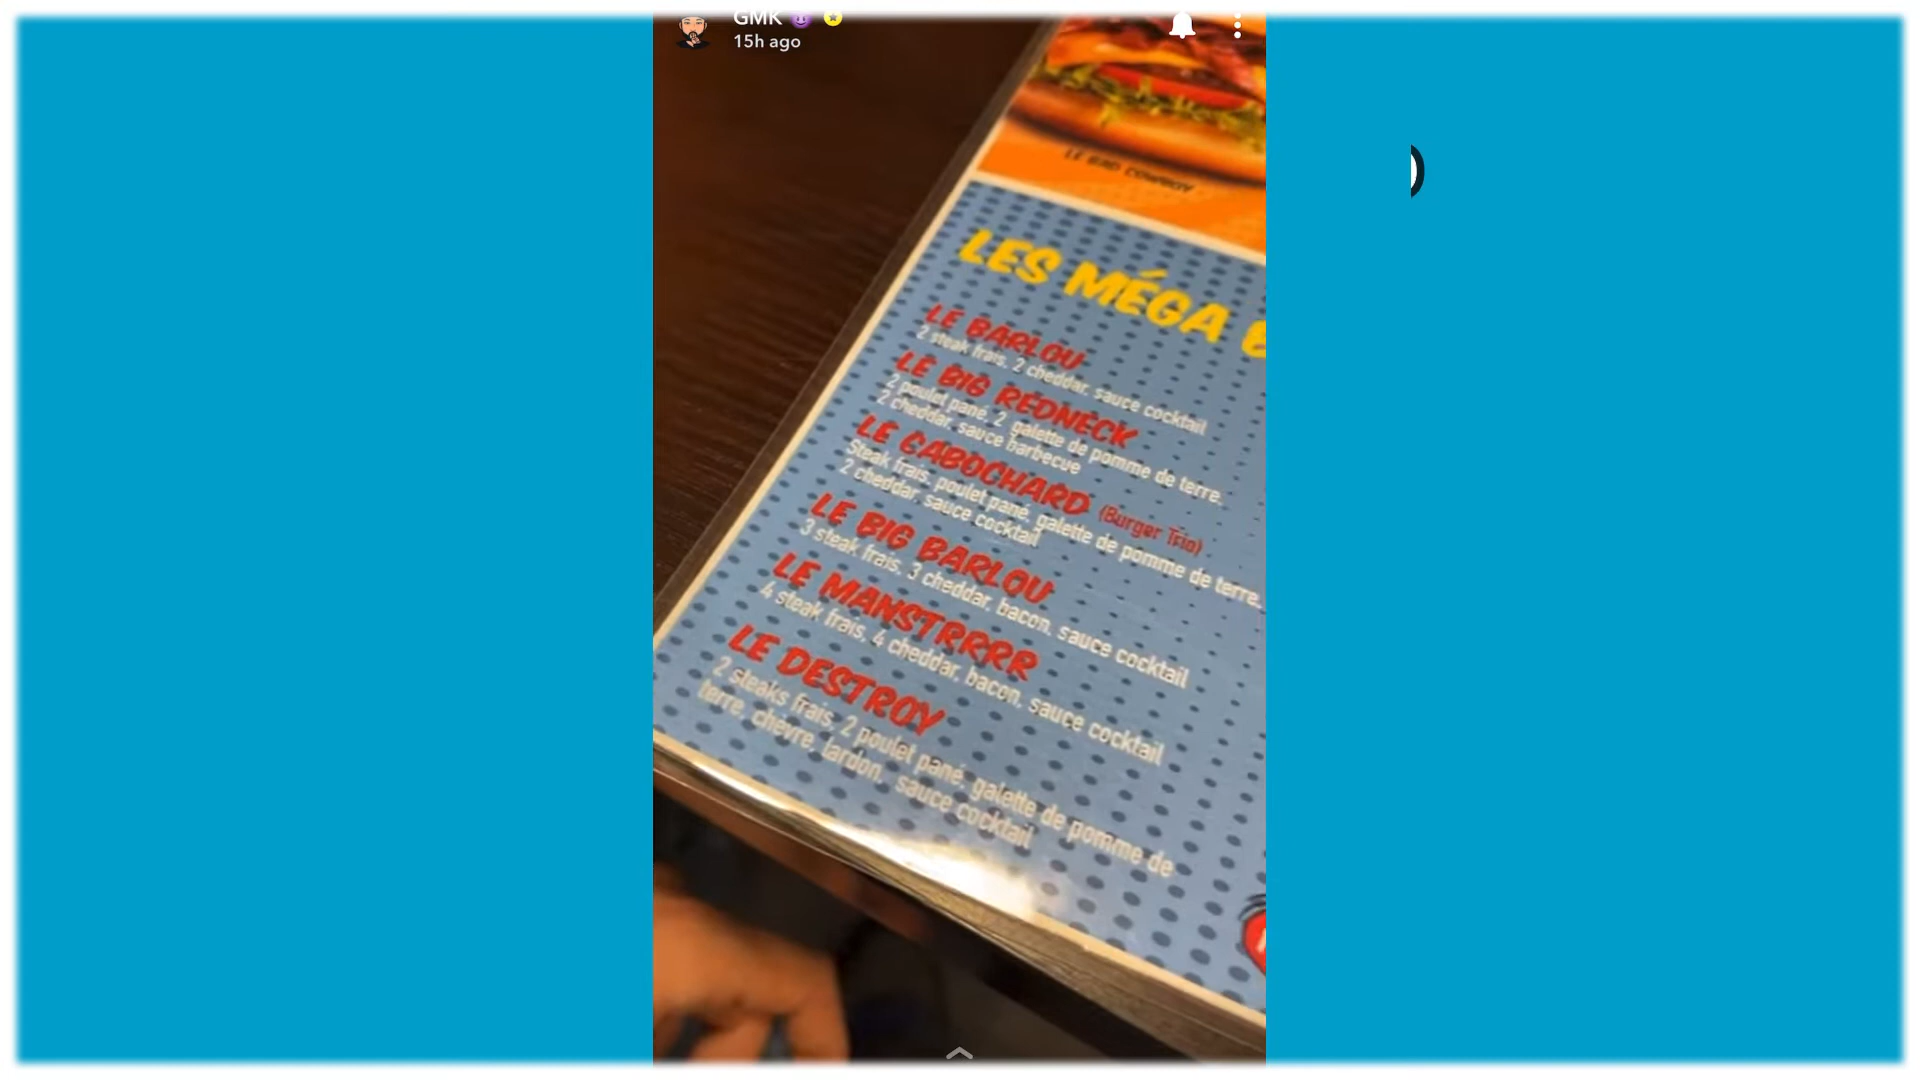 GMK
15h ago
LE BAD COWBOY
LES MÉGA
LE BARLOU
2 steak frais, 2 cheddar, sauce cocktail
LE BIG REDNECK
2 poulet pané, 2 galette de pomme de terre,
2 cheddar, sauce barbecue
LE CABOCHARD (Burger Trio)
Steak frais, poulet pané, galette de pomme de terre,
2 cheddar, sauce cocktail
LE BIG BARLOU
3 steak frais, 3 cheddar, bacon, sauce cocktail
LE MANSTRRRR
4 steak frais, 4 cheddar, bacon, sauce cocktail
LE DESTROY
2 steaks frais, 2 poulet pané, galette de pomme de
terre, chèvre, lardon, sauce cocktail